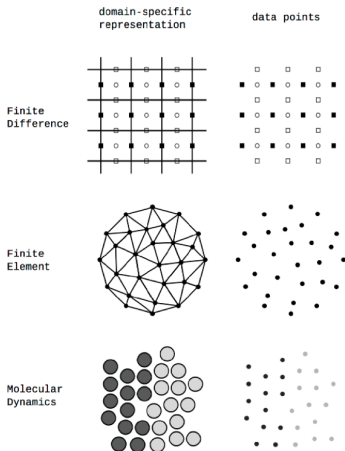 domain-specific
representation
data points
Finite
Difference
Finite
Element
Molecular
Dynamics